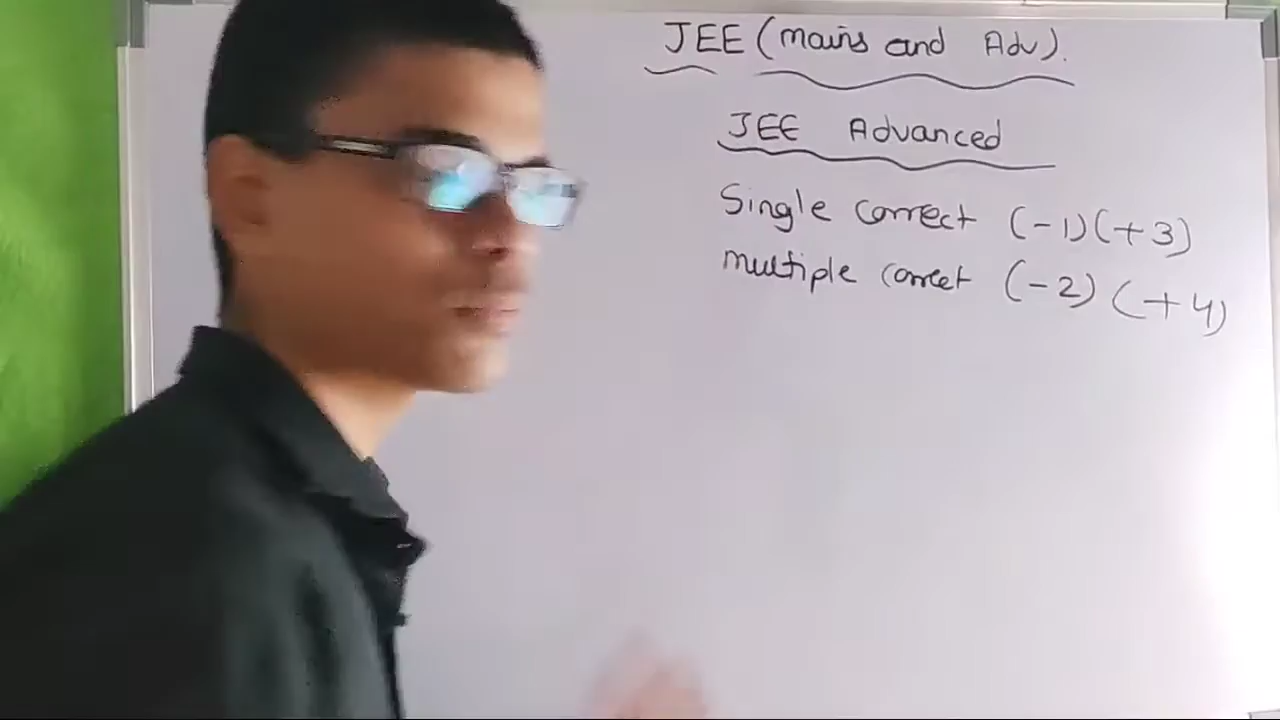 JEE (mains and Adv).
JEE Advanced
Single correct (-1)(+3)
multiple correct (-2) (+4)